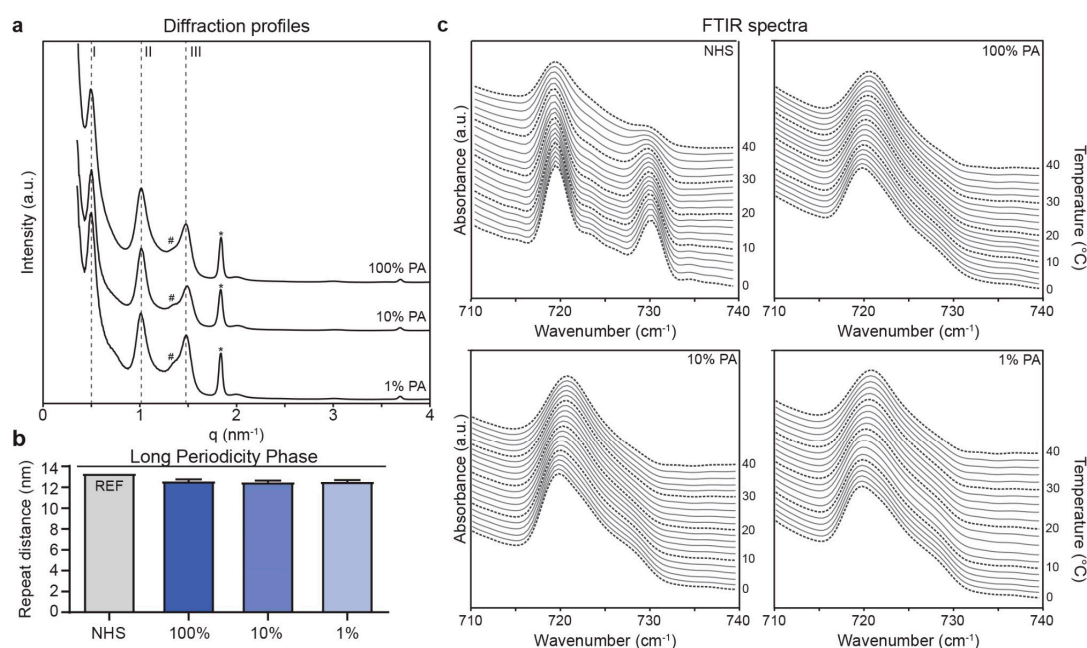 a
Diffraction profiles
I
II
III
#
*
100% PA
#
*
10% PA
#
*
1% PA
Intensity (a.u.)
0
1
2
3
4
q (nm⁻¹)
b
Long Periodicity Phase
Repeat distance (nm)
14
12
10
8
6
4
2
0
REF
NHS
100%
10%
1%
c
FTIR spectra
NHS
Absorbance (a.u.)
40
30
20
10
0
710
720
730
740
Wavenumber (cm⁻¹)
100% PA
40
30
20
10
0
Temperature (°C)
710
720
730
740
Wavenumber (cm⁻¹)
10% PA
Absorbance (a.u.)
40
30
20
10
0
710
720
730
740
Wavenumber (cm⁻¹)
1% PA
40
30
20
10
0
Temperature (°C)
710
720
730
740
Wavenumber (cm⁻¹)